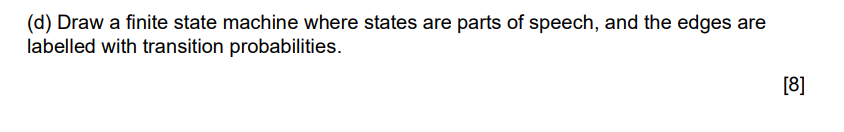 (d) Draw a finite state machine where states are parts of speech, and the edges are
labelled with transition probabilities.
[8]